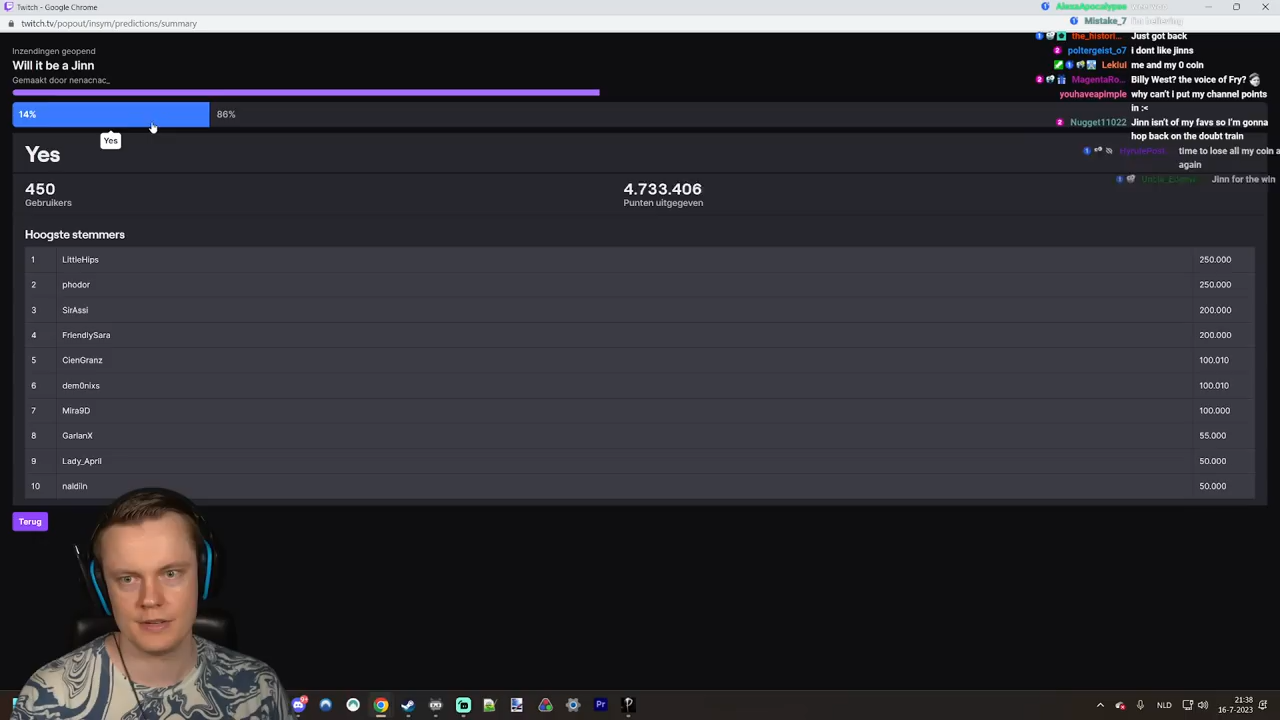 Twitch - Google Chrome
twitch.tv/popout/insym/predictions/summary
Inzendingen geopend
Will it be a Jinn
Gemaakt door nenacnac_
14%
86%
Yes
Yes
450
Gebruikers
4.733.406
Punten uitgegeven
Hoogste stemmers
1 LittleHips 250.000
2 phodor 250.000
3 SirAssi 200.000
4 FriendlySara 200.000
5 CienGranz 100.010
6 dem0nixs 100.010
7 Mira9D 100.000
8 GarlanX 55.000
9 Lady_April 50.000
10 naldiln 50.000
Terug
AlexaApocalypse
Mistake_7 i'm believing
the_histori... Just got back
poltergeist_o7 i dont like jinns
Leklui me and my 0 coin
MagentaRo... Billy West? the voice of Fry?
youhaveapimple why can't i put my channel points
in :<
Nugget11022 Jinn isn't of my favs so I'm gonna
hop back on the doubt train
time to lose all my coin a
again
Jinn for the win
NLD
21:38
16-7-2023